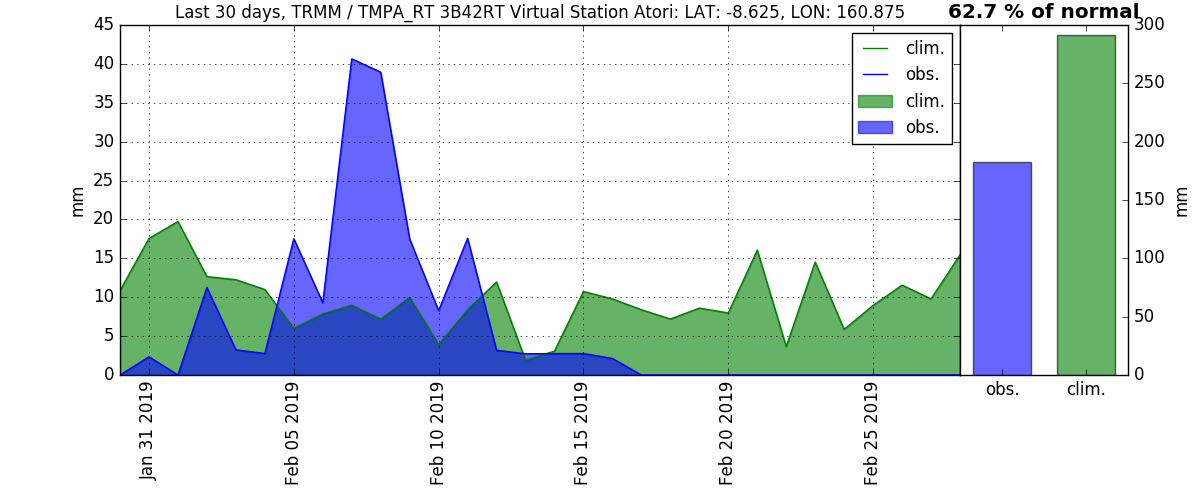 Last 30 days, TRMM / TMPA_RT 3B42RT Virtual Station Atori: LAT: -8.625, LON: 160.875
62.7 % of normal
45
40
35
30
25
20
15
10
5
0
mm
clim.
obs.
clim.
obs.
300
250
200
150
100
50
0
mm
Jan 31 2019
Feb 05 2019
Feb 10 2019
Feb 15 2019
Feb 20 2019
Feb 25 2019
obs.
clim.